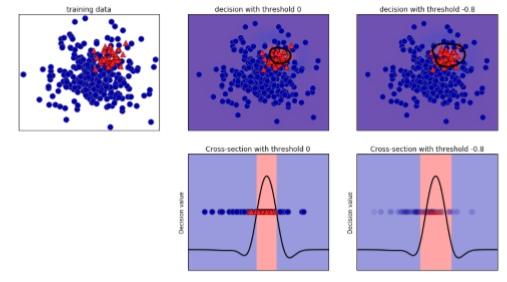 training data
decision with threshold 0
decision with threshold -0.8
Cross-section with threshold 0
Cross-section with threshold -0.8
Decision value
Decision value